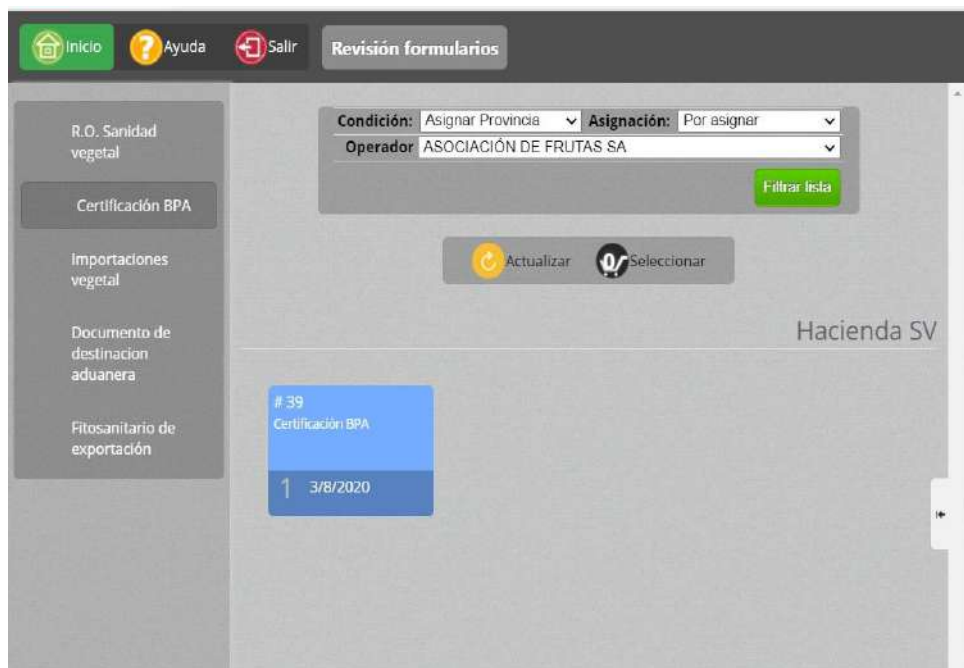 Inicio Ayuda Salir Revisión formularios
R.O. Sanidad
vegetal
Certificación BPA
Importaciones
vegetal
Documento de
destinacion
aduanera
Fitosanitario de
exportación
Condición: Asignar Provincia Asignación: Por asignar
Operador ASOCIACIÓN DE FRUTAS SA
Filtrar lista
Actualizar Seleccionar
Hacienda SV
# 39
Certificación BPA
1 3/8/2020